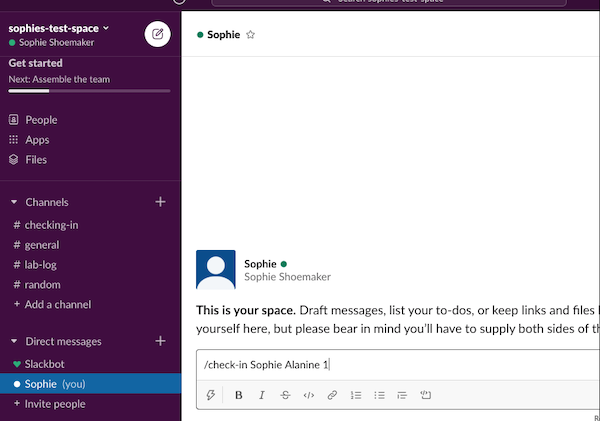 Search sophies-test-space
sophies-test-space
Sophie Shoemaker
Get started
Next: Assemble the team
People
Apps
Files
Channels +
# checking-in
# general
# lab-log
# random
+ Add a channel
Direct messages +
Slackbot
Sophie (you)
+ Invite people
Sophie
Sophie
Sophie Shoemaker
This is your space. Draft messages, list your to-dos, or keep links and files
yourself here, but please bear in mind you'll have to supply both sides of
/check-in Sophie Alanine 1
B I S